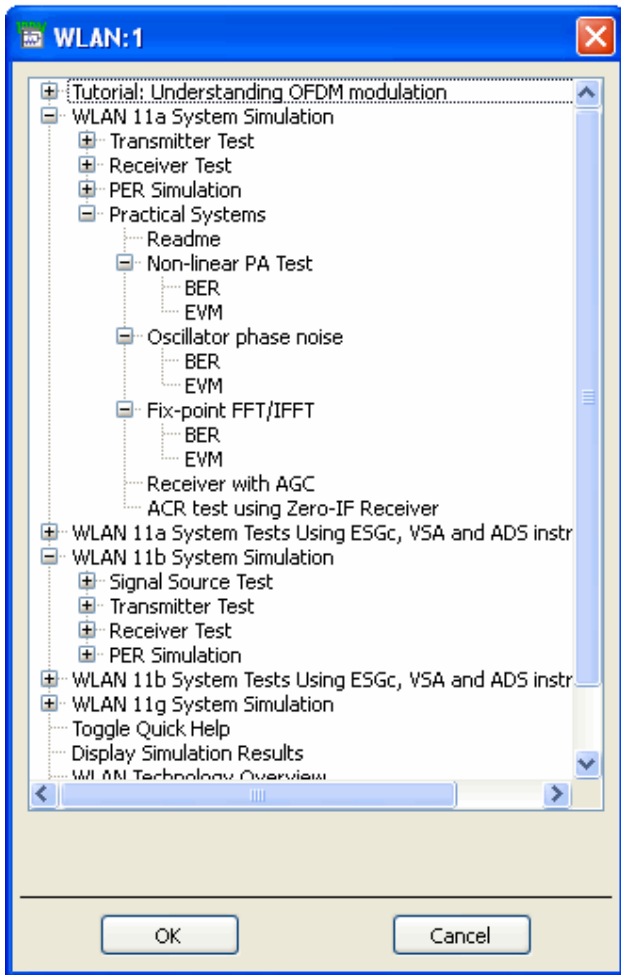 WLAN:1
Tutorial: Understanding OFDM modulation
WLAN 11a System Simulation
Transmitter Test
Receiver Test
PER Simulation
Practical Systems
Readme
Non-linear PA Test
BER
EVM
Oscillator phase noise
BER
EVM
Fix-point FFT/IFFT
BER
EVM
Receiver with AGC
ACR test using Zero-IF Receiver
WLAN 11a System Tests Using ESGc, VSA and ADS instr
WLAN 11b System Simulation
Signal Source Test
Transmitter Test
Receiver Test
PER Simulation
WLAN 11b System Tests Using ESGc, VSA and ADS instr
WLAN 11g System Simulation
Toggle Quick Help
Display Simulation Results
WLAN Technology Overview
OK Cancel